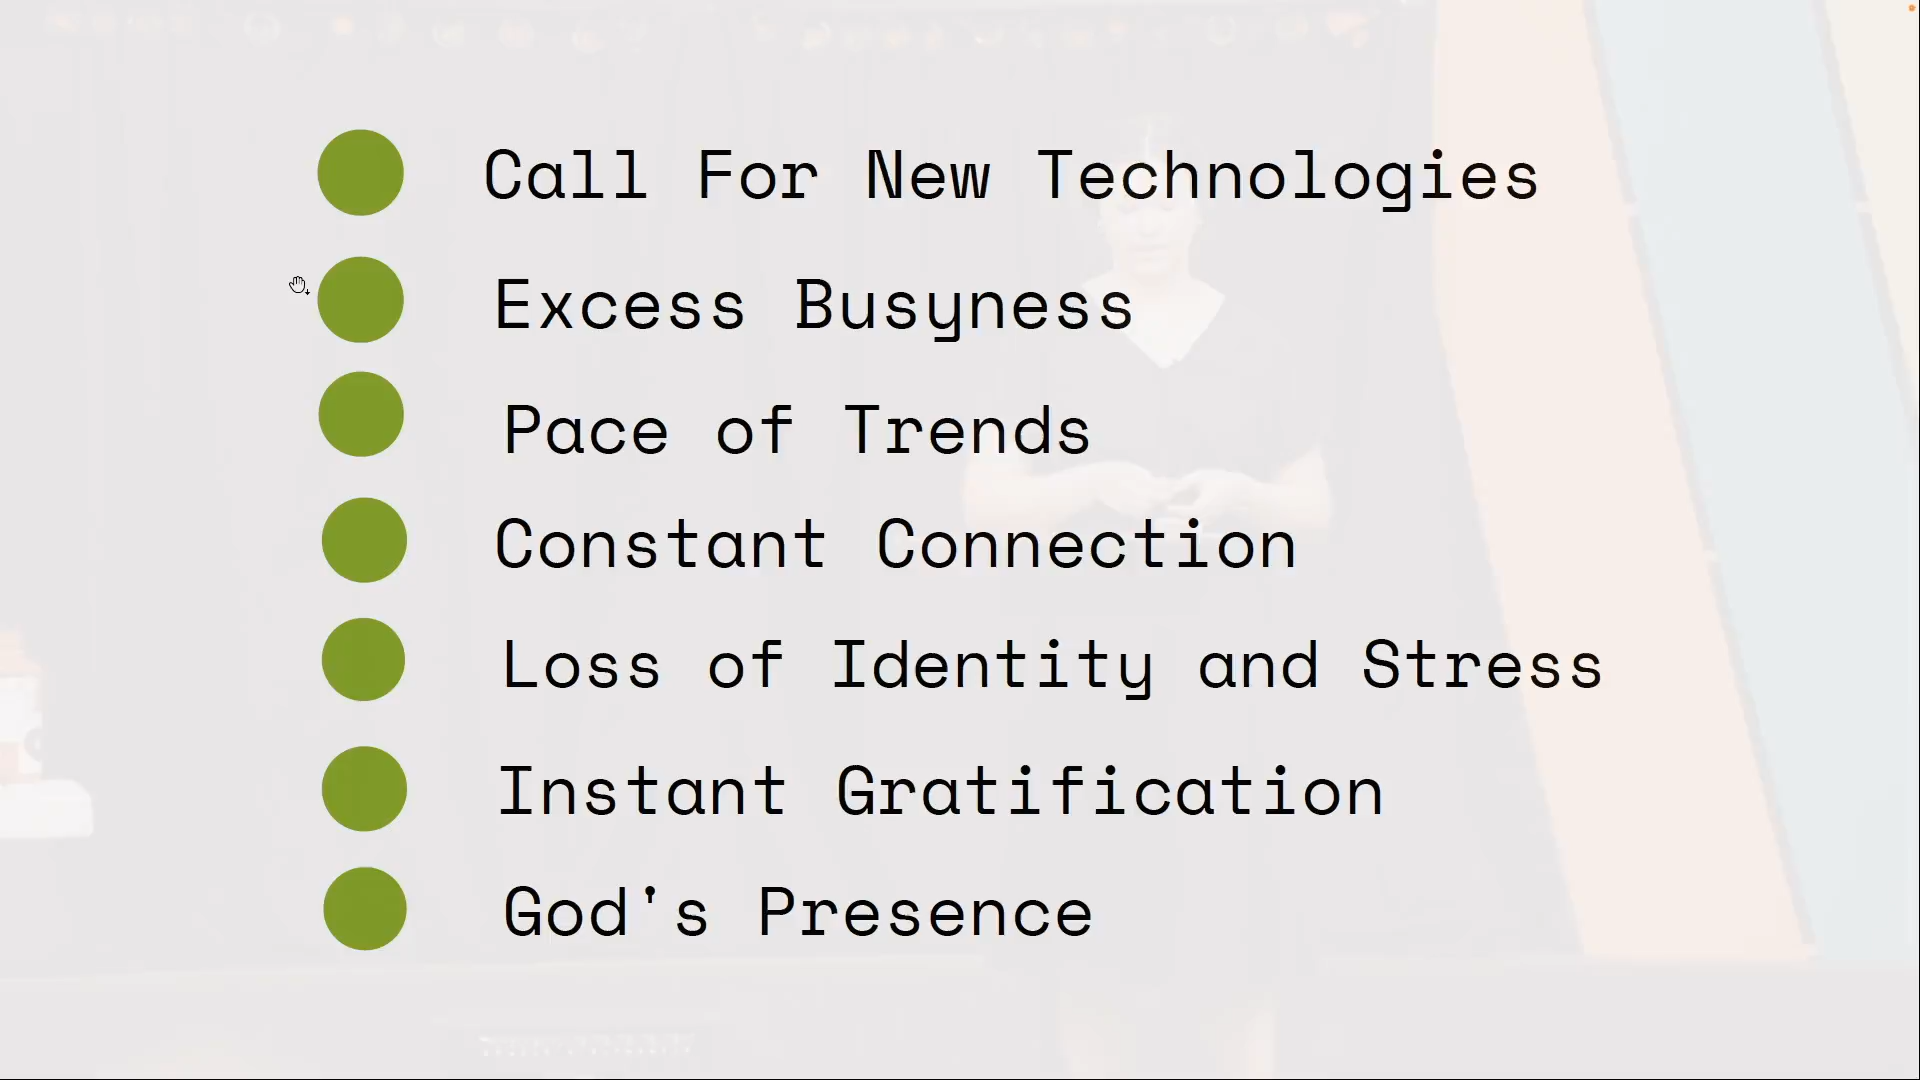 Call For New Technologies
Excess Busyness
Pace of Trends
Constant Connection
Loss of Identity and Stress
Instant Gratification
God's Presence